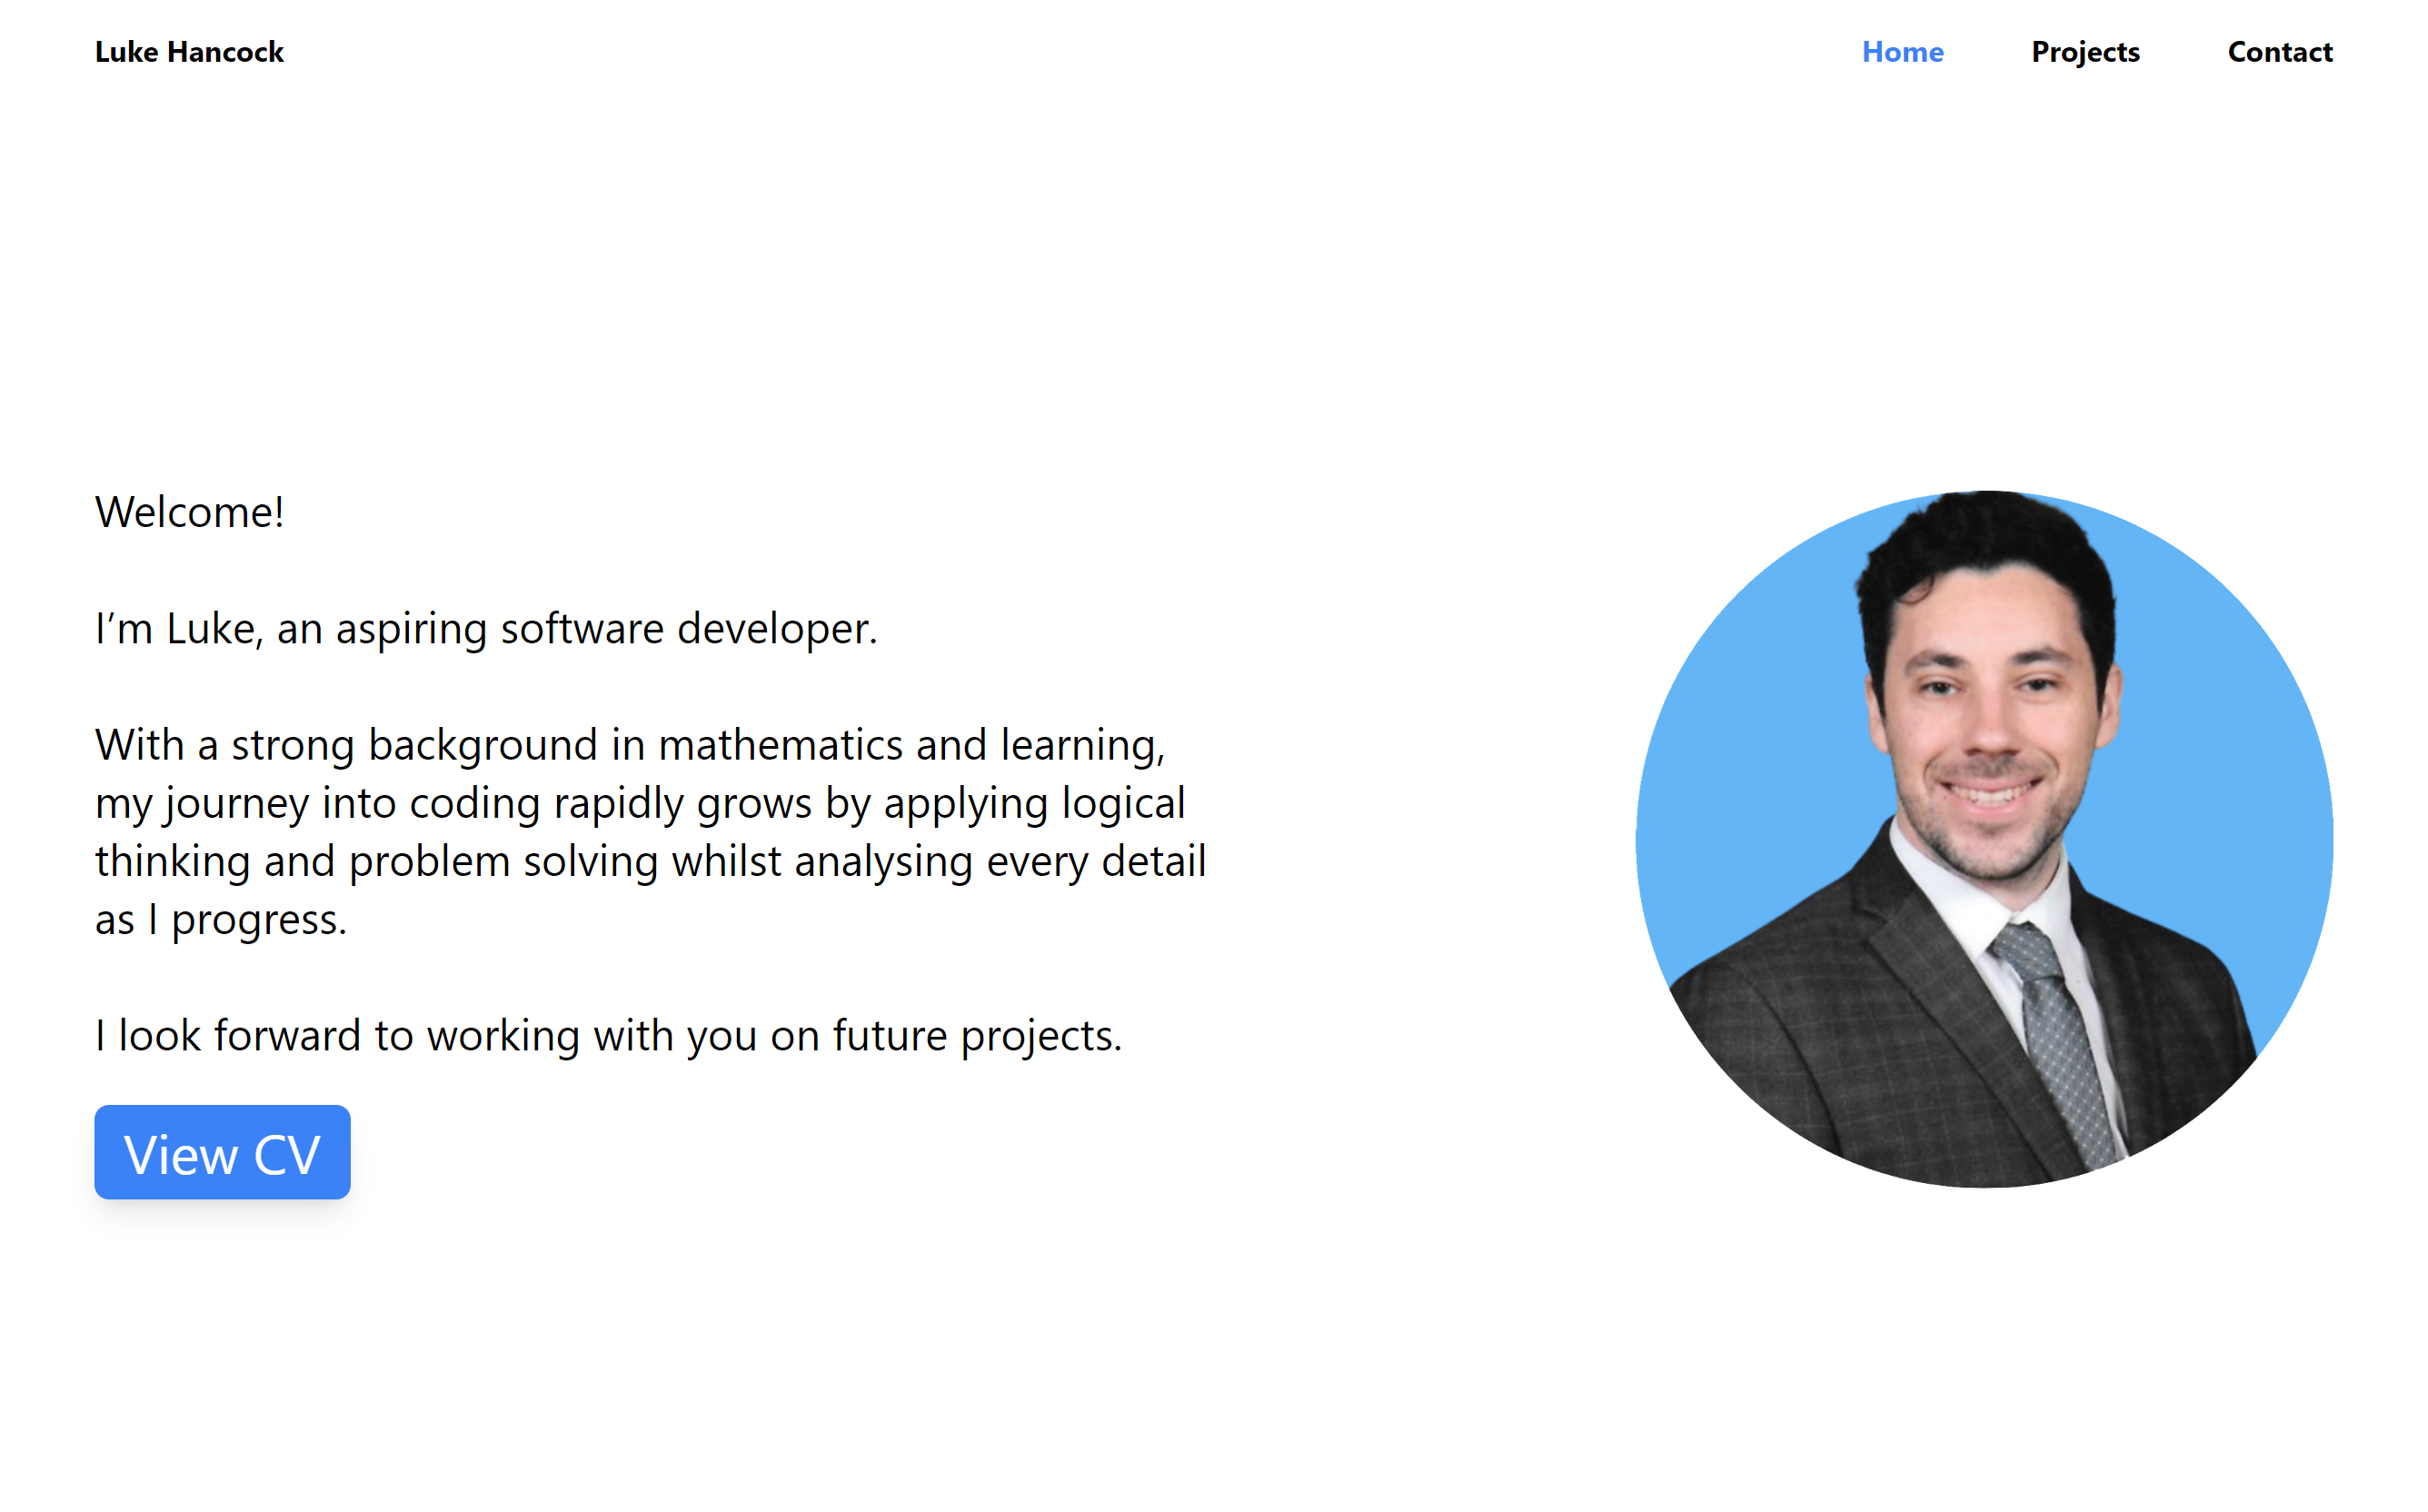 Luke Hancock
Home Projects Contact
Welcome!
I’m Luke, an aspiring software developer.
With a strong background in mathematics and learning,
my journey into coding rapidly grows by applying logical
thinking and problem solving whilst analysing every detail
as I progress.
I look forward to working with you on future projects.
View CV